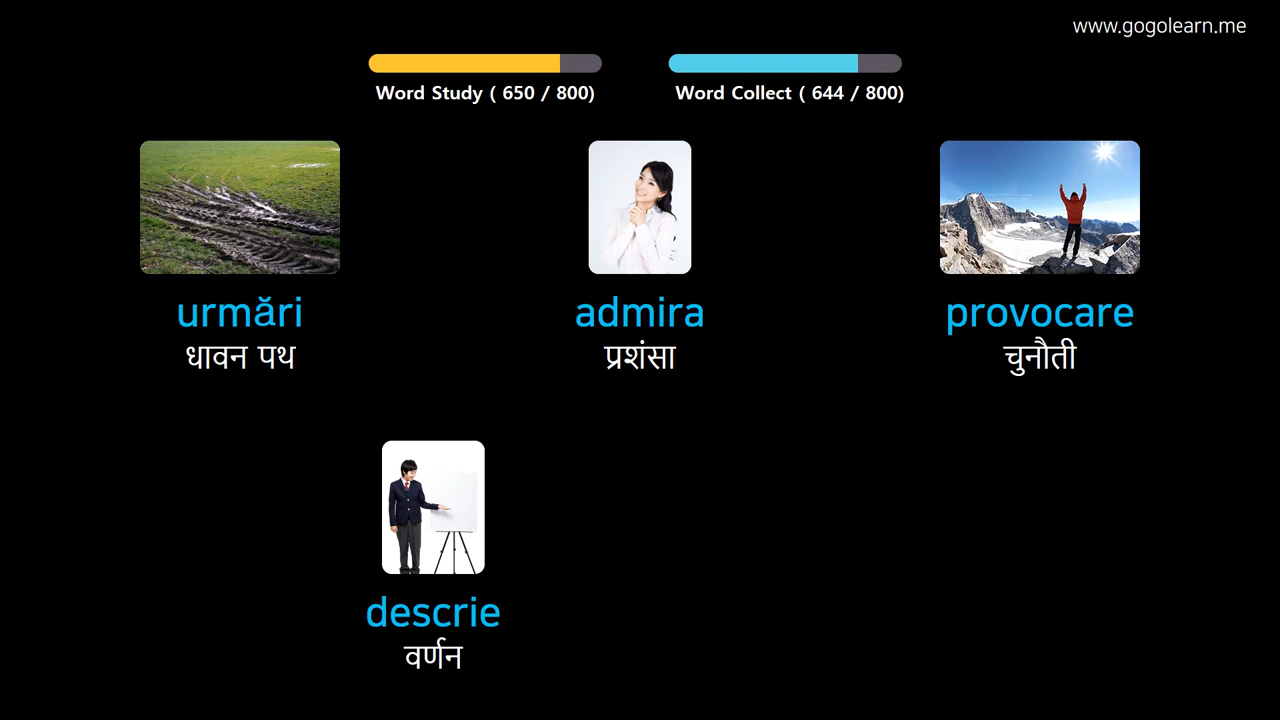 www.gogolearn.me
Word Study ( 650 / 800)
Word Collect ( 644 / 800)
urmări
धावन पथ
admira
प्रशंसा
provocare
चुनौती
descrie
वर्णन